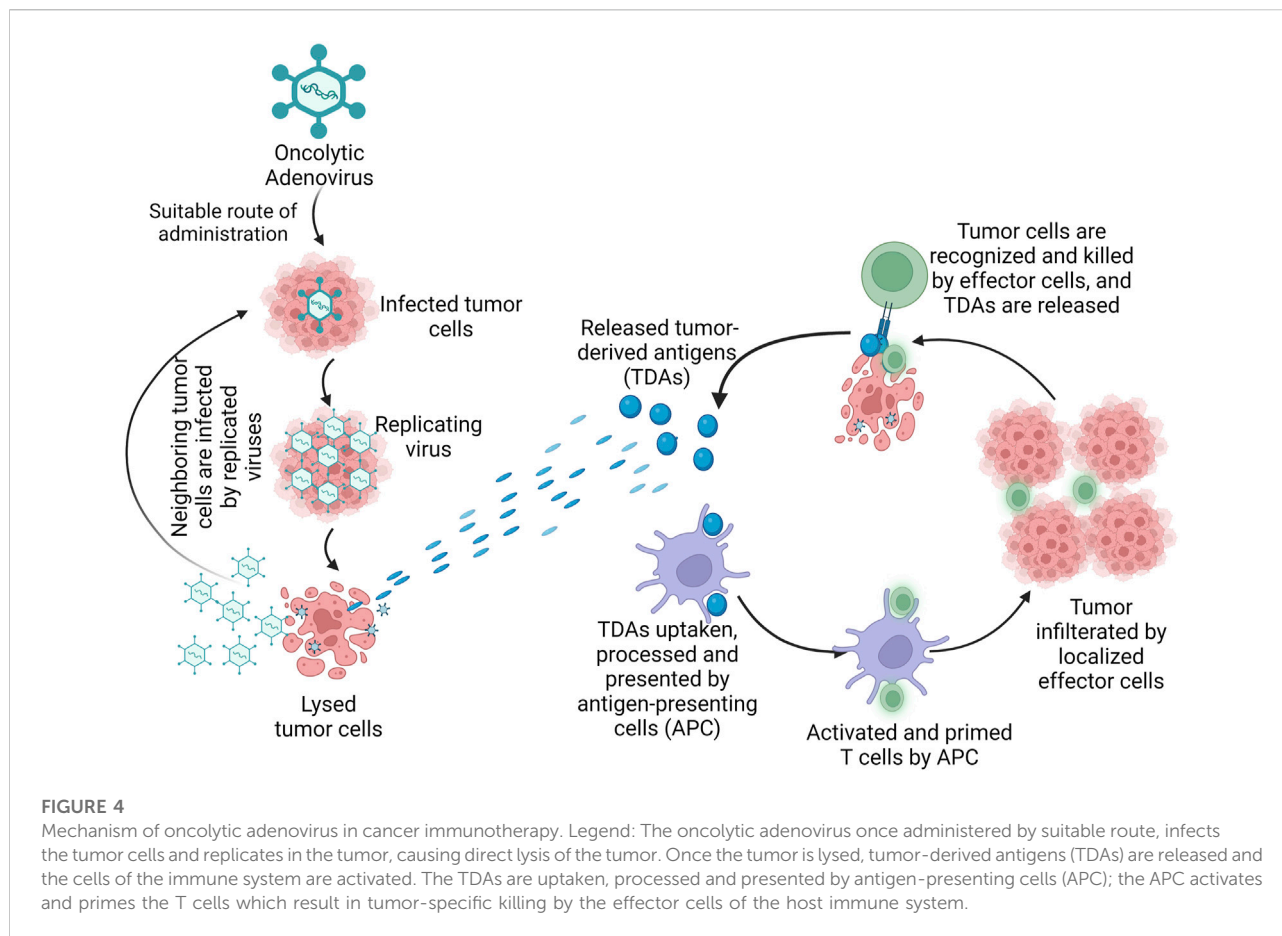 Oncolytic
Adenovirus
Suitable route of
administration
Infected tumor
cells
Neighboring tumor
cells are infected
by replicated
viruses
Replicating
virus
Lysed
tumor cells
Released tumor-
derived antigens
(TDAs)
Tumor cells are
recognized and killed
by effector cells, and
TDAs are released
TDAs uptaken,
processed and
presented by
antigen-presenting
cells (APC)
Activated and primed
T cells by APC
Tumor
infilterated by
localized
effector cells
FIGURE 4
Mechanism of oncolytic adenovirus in cancer immunotherapy. Legend: The oncolytic adenovirus once administered by suitable route, infects
the tumor cells and replicates in the tumor, causing direct lysis of the tumor. Once the tumor is lysed, tumor-derived antigens (TDAs) are released and
the cells of the immune system are activated. The TDAs are uptaken, processed and presented by antigen-presenting cells (APC); the APC activates
and primes the T cells which result in tumor-specific killing by the effector cells of the host immune system.